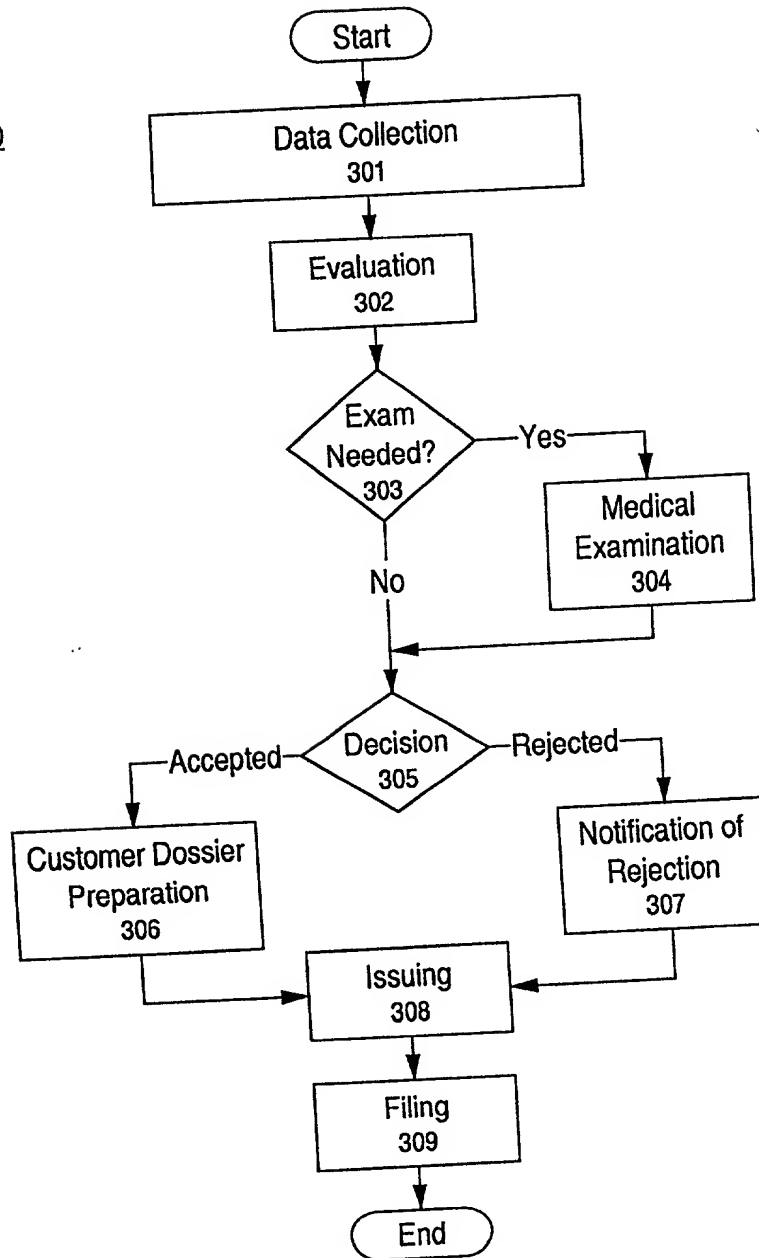 Start
Data Collection
301
Evaluation
302
Exam
Needed?
303
Yes
Medical
Examination
304
No
Decision
305
Accepted
Rejected
Customer Dossier
Preparation
306
Notification of
Rejection
307
Issuing
308
Filing
309
End